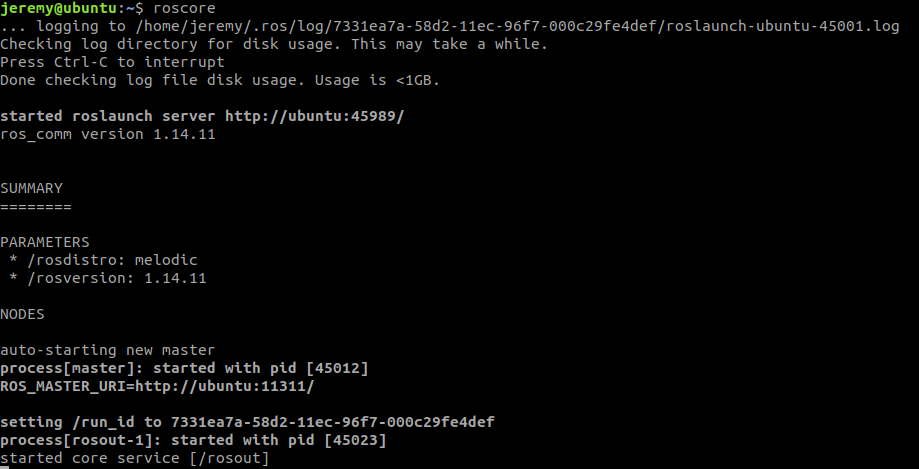 jeremy@ubuntu:~$ roscore
... logging to /home/jeremy/.ros/log/7331ea7a-58d2-11ec-96f7-000c29fe4def/roslaunch-ubuntu-45001.log
Checking log directory for disk usage. This may take a while.
Press Ctrl-C to interrupt
Done checking log file disk usage. Usage is <1GB.
started roslaunch server http://ubuntu:45989/
ros_comm version 1.14.11
SUMMARY
========
PARAMETERS
 * /rosdistro: melodic
 * /rosversion: 1.14.11
NODES
auto-starting new master
process[master]: started with pid [45012]
ROS_MASTER_URI=http://ubuntu:11311/
setting /run_id to 7331ea7a-58d2-11ec-96f7-000c29fe4def
process[rosout-1]: started with pid [45023]
started core service [/rosout]